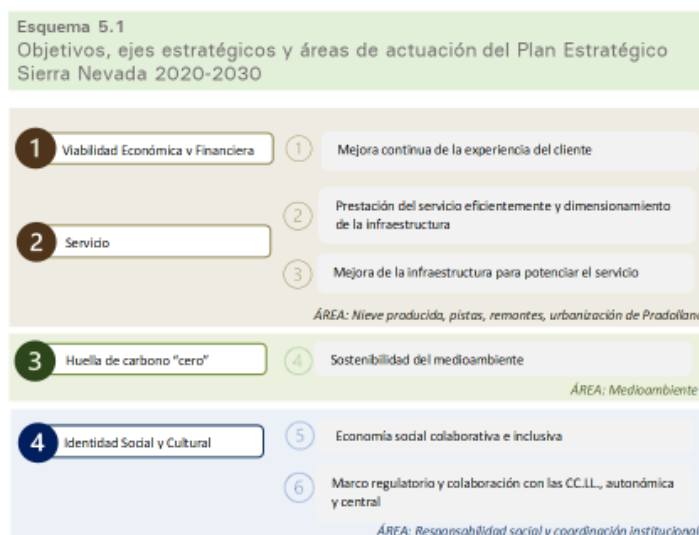 Esquema 5.1
Objetivos, ejes estratégicos y áreas de actuación del Plan Estratégico
Sierra Nevada 2020-2030
1 Viabilidad Económica y Financiera
1 Mejora continua de la experiencia del cliente
2 Servicio
2 Prestación del servicio eficientemente y dimensionamiento
de la infraestructura
3 Mejora de la infraestructura para potenciar el servicio
ÁREA: Nieve producida, pistas, remontes, urbanización de Pradollano
3 Huella de carbono "cero"
4 Sostenibilidad del medioambiente
ÁREA: Medioambiente
4 Identidad Social y Cultural
5 Economía social colaborativa e inclusiva
6 Marco regulatorio y colaboración con las CC.LL., autonómica
y central
ÁREA: Responsabilidad social y coordinación institucional